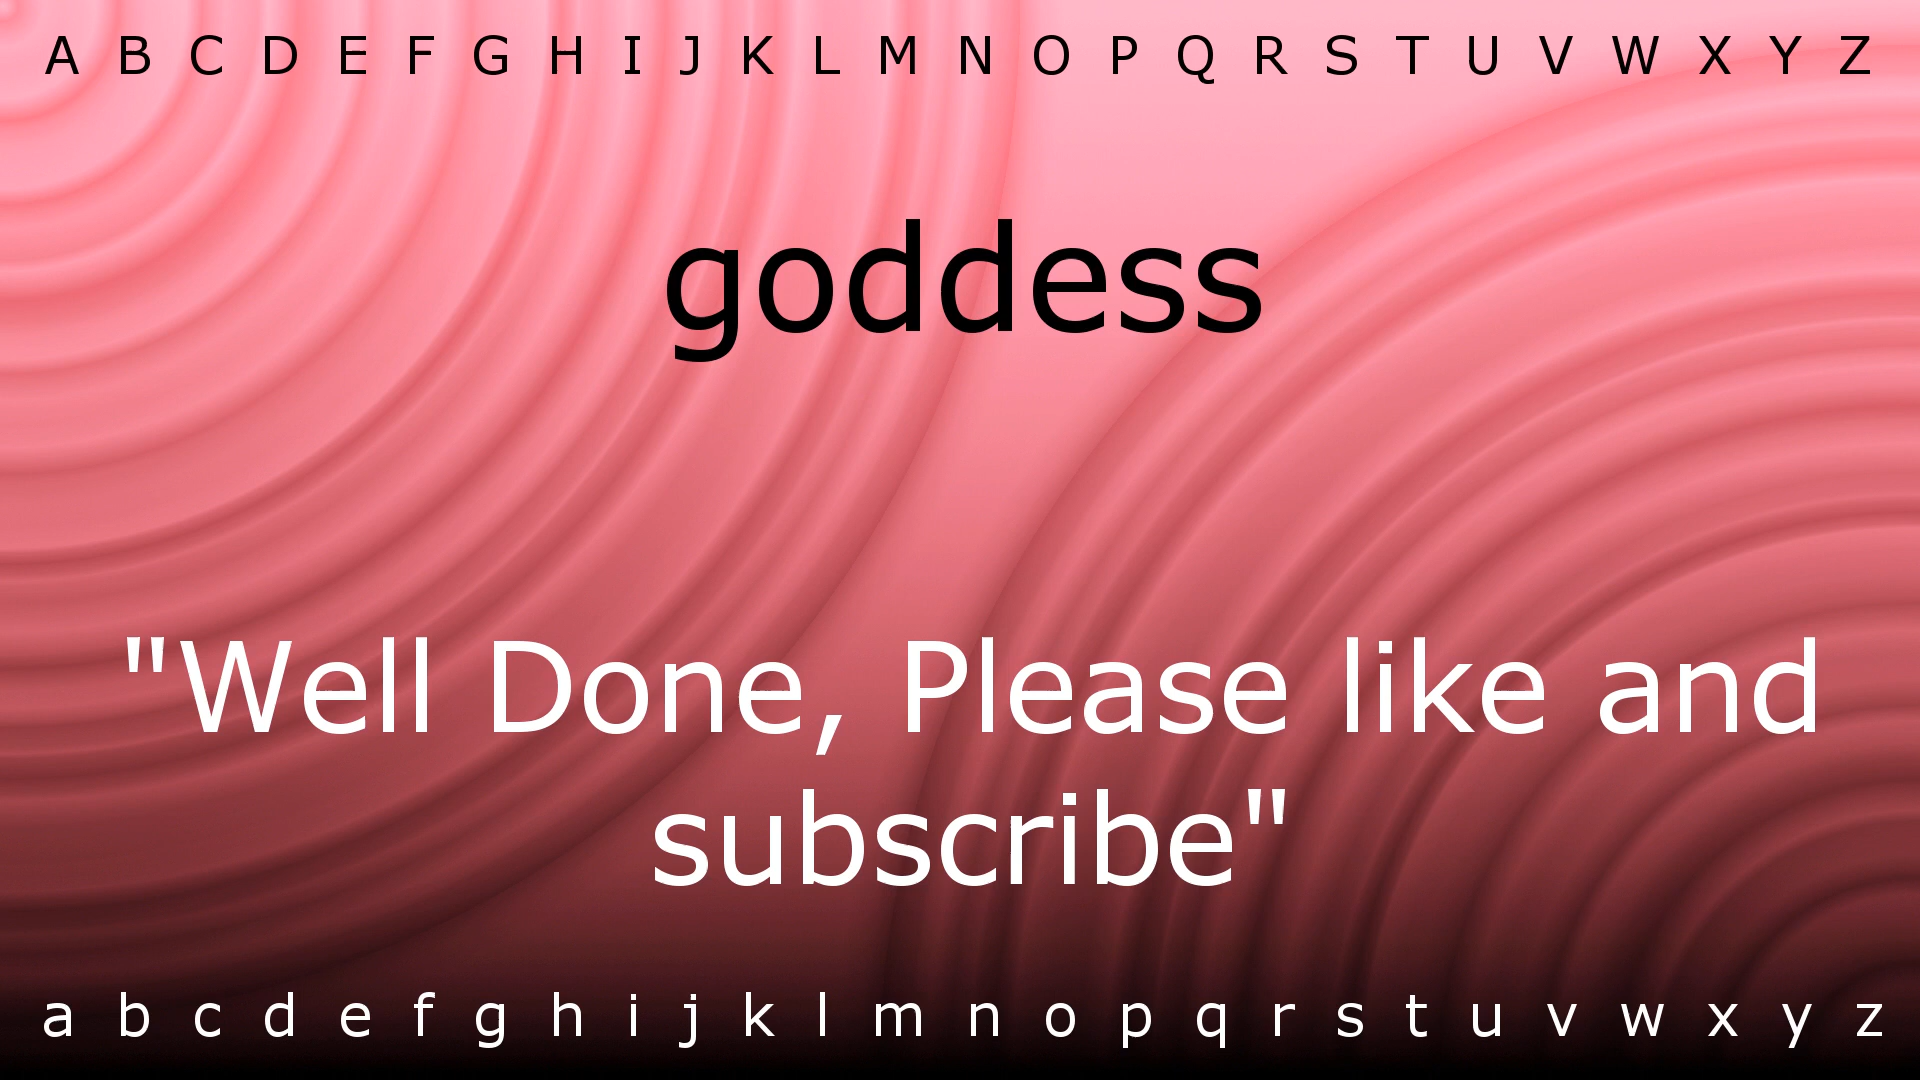 A B C D E F G H I J K L M N O P Q R S T U V W X Y Z
goddess
"Well Done, Please like and
subscribe"
a b c d e f g h i j k l m n o p q r s t u v w x y z